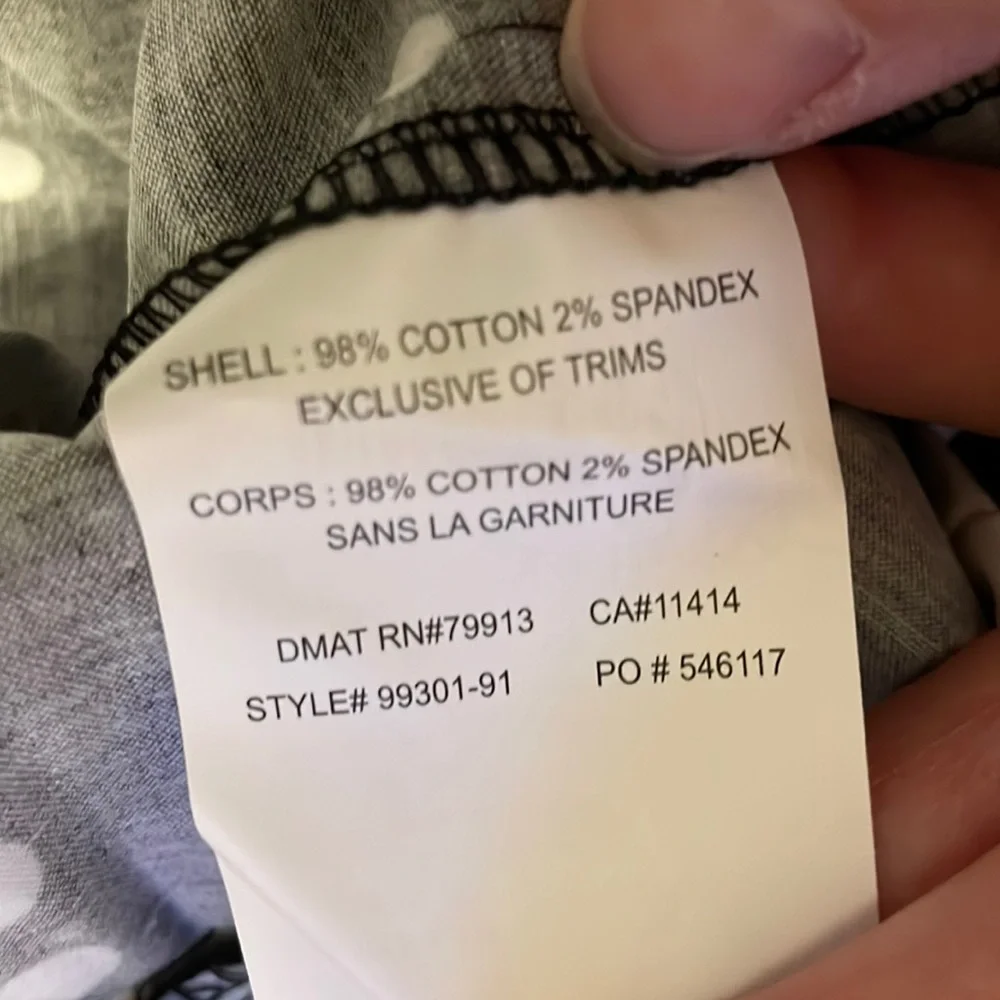 SHELL : 98% COTTON 2% SPANDEX
EXCLUSIVE OF TRIMS
CORPS : 98% COTTON 2% SPANDEX
SANS LA GARNITURE
DMAT RN#79913 CA#11414
STYLE# 99301-91 PO # 546117